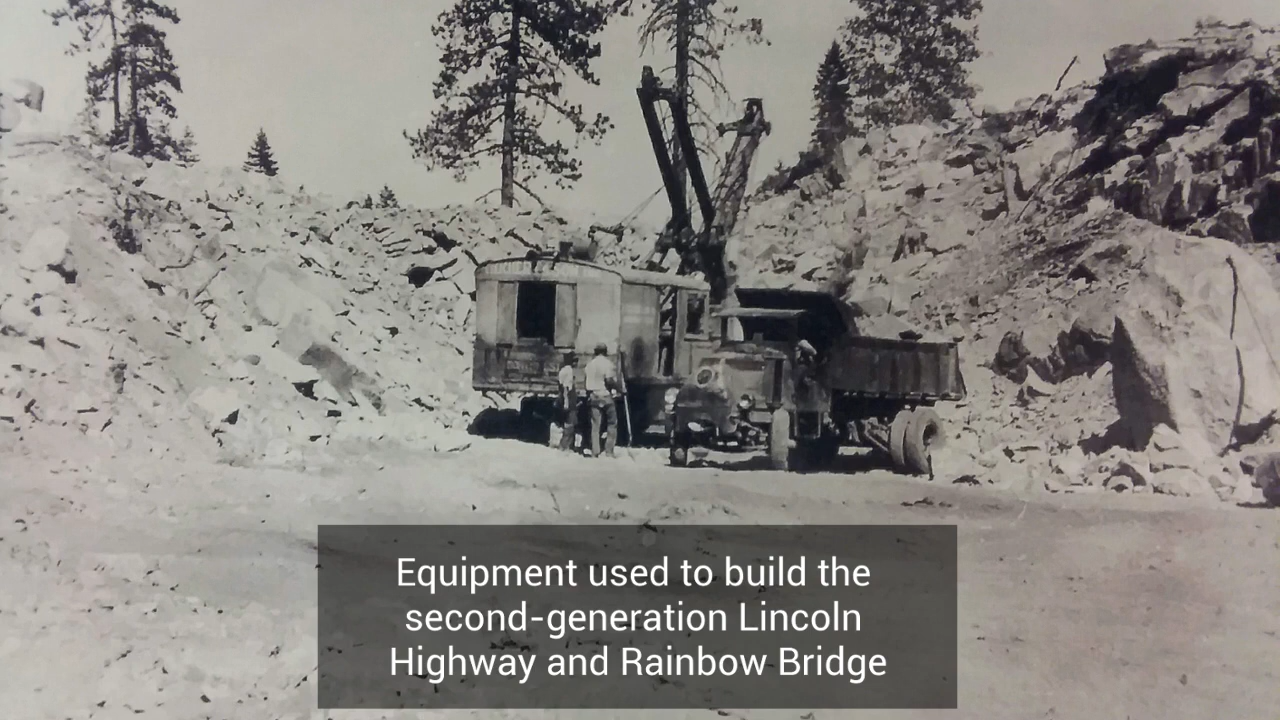 Equipment used to build the
second-generation Lincoln
Highway and Rainbow Bridge